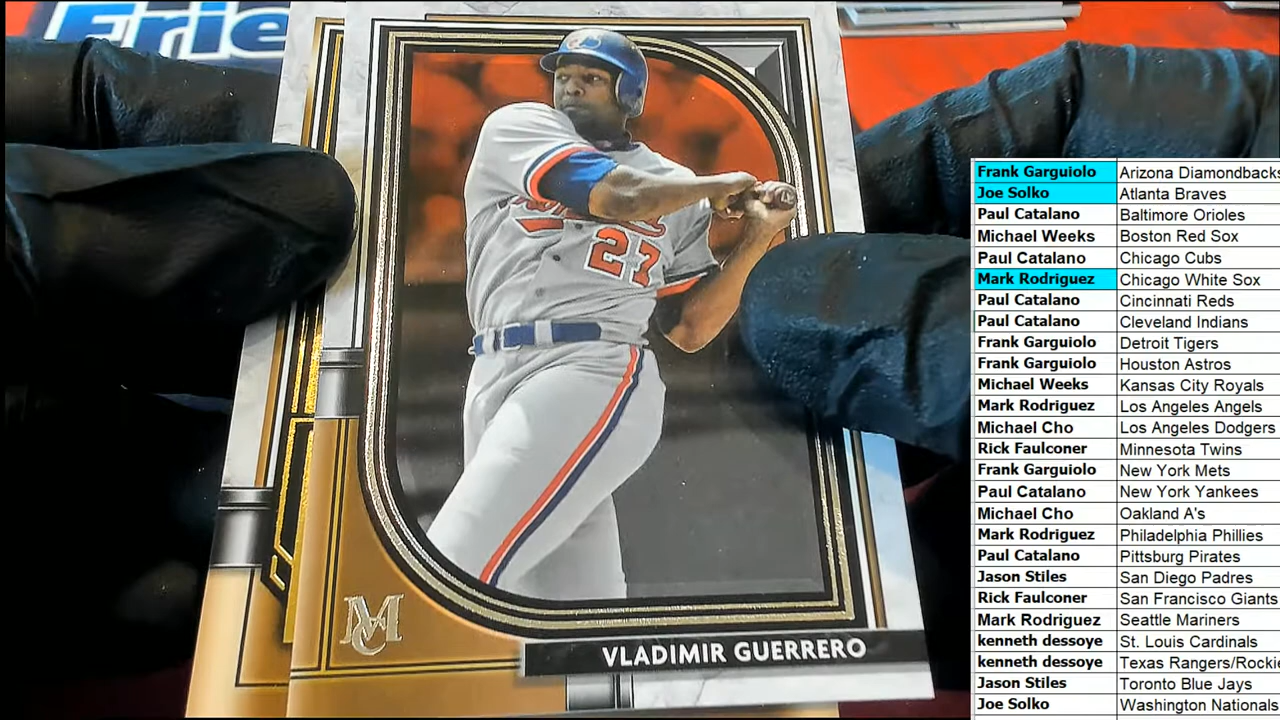 Frie
27
MC
VLADIMIR GUERRERO
Frank Garguiolo Arizona Diamondbacks
Joe Solko Atlanta Braves
Paul Catalano Baltimore Orioles
Michael Weeks Boston Red Sox
Paul Catalano Chicago Cubs
Mark Rodriguez Chicago White Sox
Paul Catalano Cincinnati Reds
Paul Catalano Cleveland Indians
Frank Garguiolo Detroit Tigers
Frank Garguiolo Houston Astros
Michael Weeks Kansas City Royals
Mark Rodriguez Los Angeles Angels
Michael Cho Los Angeles Dodgers
Rick Faulconer Minnesota Twins
Frank Garguiolo New York Mets
Paul Catalano New York Yankees
Michael Cho Oakland A's
Mark Rodriguez Philadelphia Phillies
Paul Catalano Pittsburg Pirates
Jason Stiles San Diego Padres
Rick Faulconer San Francisco Giants
Mark Rodriguez Seattle Mariners
kenneth dessoye St. Louis Cardinals
kenneth dessoye Texas Rangers/Rockie
Jason Stiles Toronto Blue Jays
Joe Solko Washington Nationals